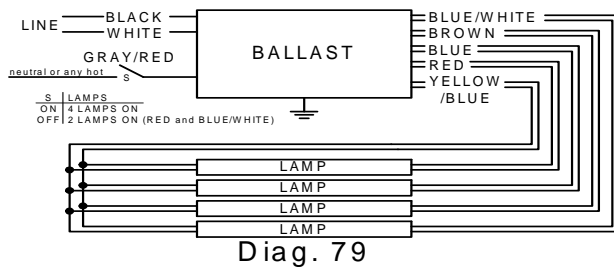 LINE
BLACK
WHITE
GRAY/RED
neutral or any hot
S
S LAMPS
ON 4 LAMPS ON
OFF 2 LAMPS ON (RED and BLUE/WHITE)
BALLAST
BLUE/WHITE
BROWN
BLUE
RED
YELLOW
/BLUE
LAMP
LAMP
LAMP
LAMP
Diag. 79